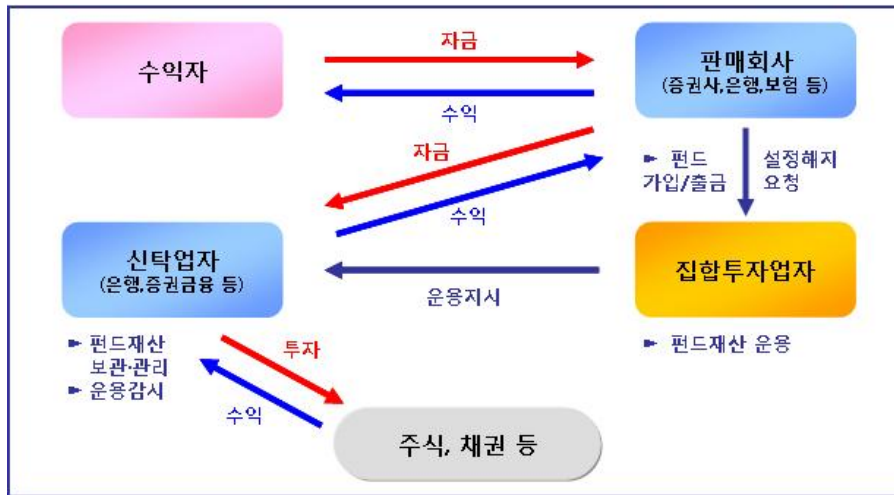 자금
수익자
판매회사
(증권사,은행,보험 등)
수익
자금
► 펀드
가입/출금
설정해지
요청
수익
신탁업자
(은행,증권금융 등)
집합투자업자
운용지시
► 펀드재산
보관·관리
► 운용감시
투자
► 펀드재산 운용
수익
주식, 채권 등